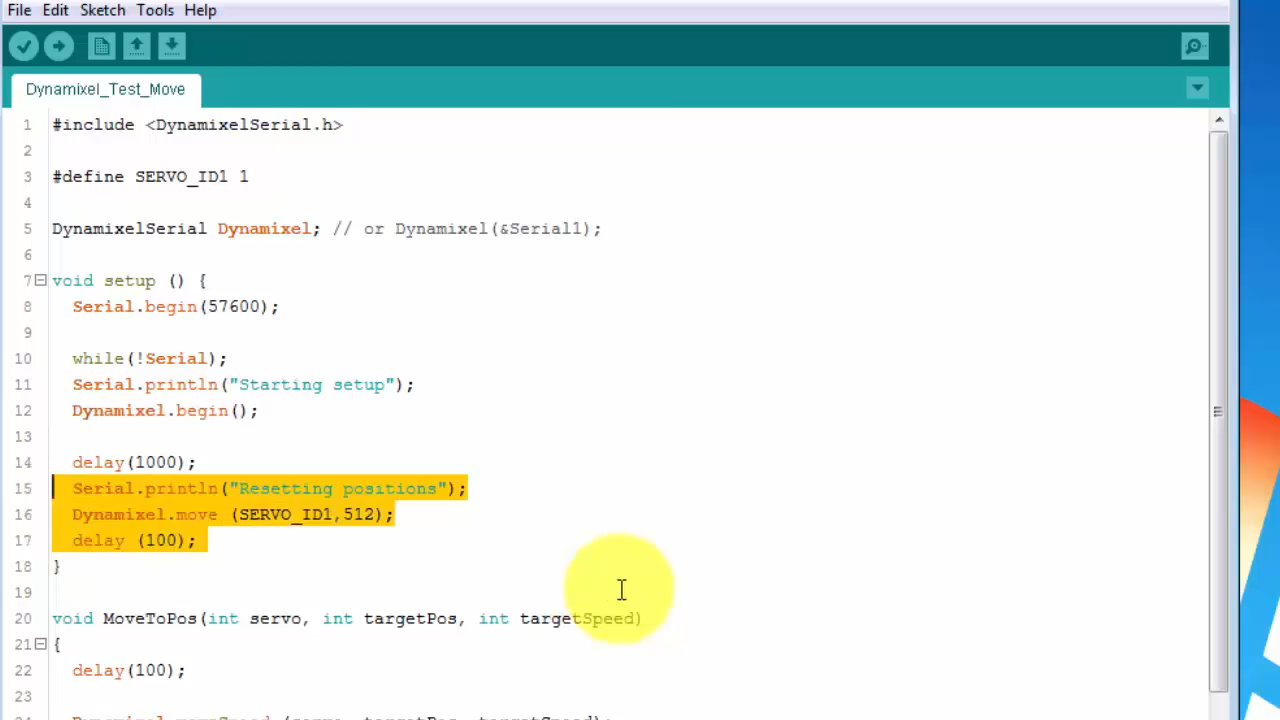 File Edit Sketch Tools Help
Dynamixel_Test_Move
1 #include <DynamixelSerial.h>
2
3 #define SERVO_ID1 1
4
5 DynamixelSerial Dynamixel; // or Dynamixel(&Serial1);
6
7 void setup () {
8 Serial.begin(57600);
9
10 while(!Serial);
11 Serial.println("Starting setup");
12 Dynamixel.begin();
13
14 delay(1000);
15 Serial.println("Resetting positions");
16 Dynamixel.move (SERVO_ID1,512);
17 delay (100);
18 }
19
20 void MoveToPos(int servo, int targetPos, int targetSpeed)
21 {
22 delay(100);
23